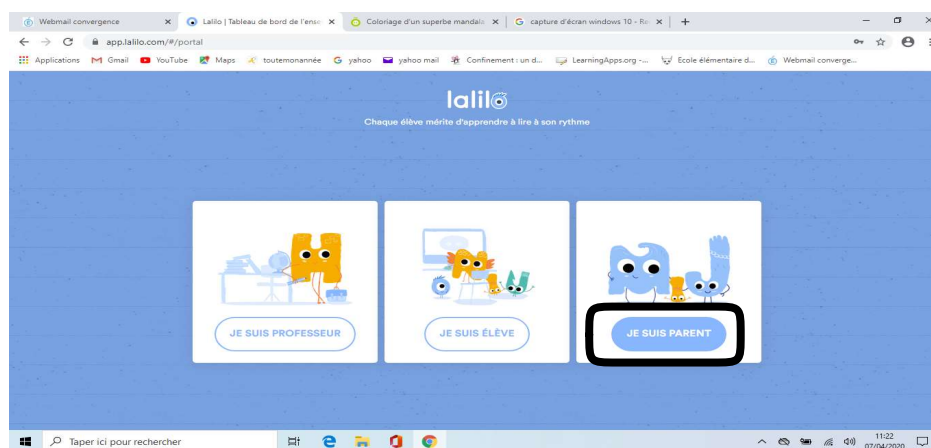 Webmail convergence
Lalilo | Tableau de bord de l'ense
Coloriage d'un superbe mandala
capture d'écran windows 10 - Re
app.lalilo.com/#/portal
Applications Gmail YouTube Maps toutemonannée yahoo yahoo mail Confinement : un d... LearningApps.org -... Ecole élémentaire d... Webmail converge...
lalilo
Chaque élève mérite d'apprendre à lire à son rythme
JE SUIS PROFESSEUR
JE SUIS ÉLÈVE
JE SUIS PARENT
Taper ici pour rechercher
11:22
07/04/2020